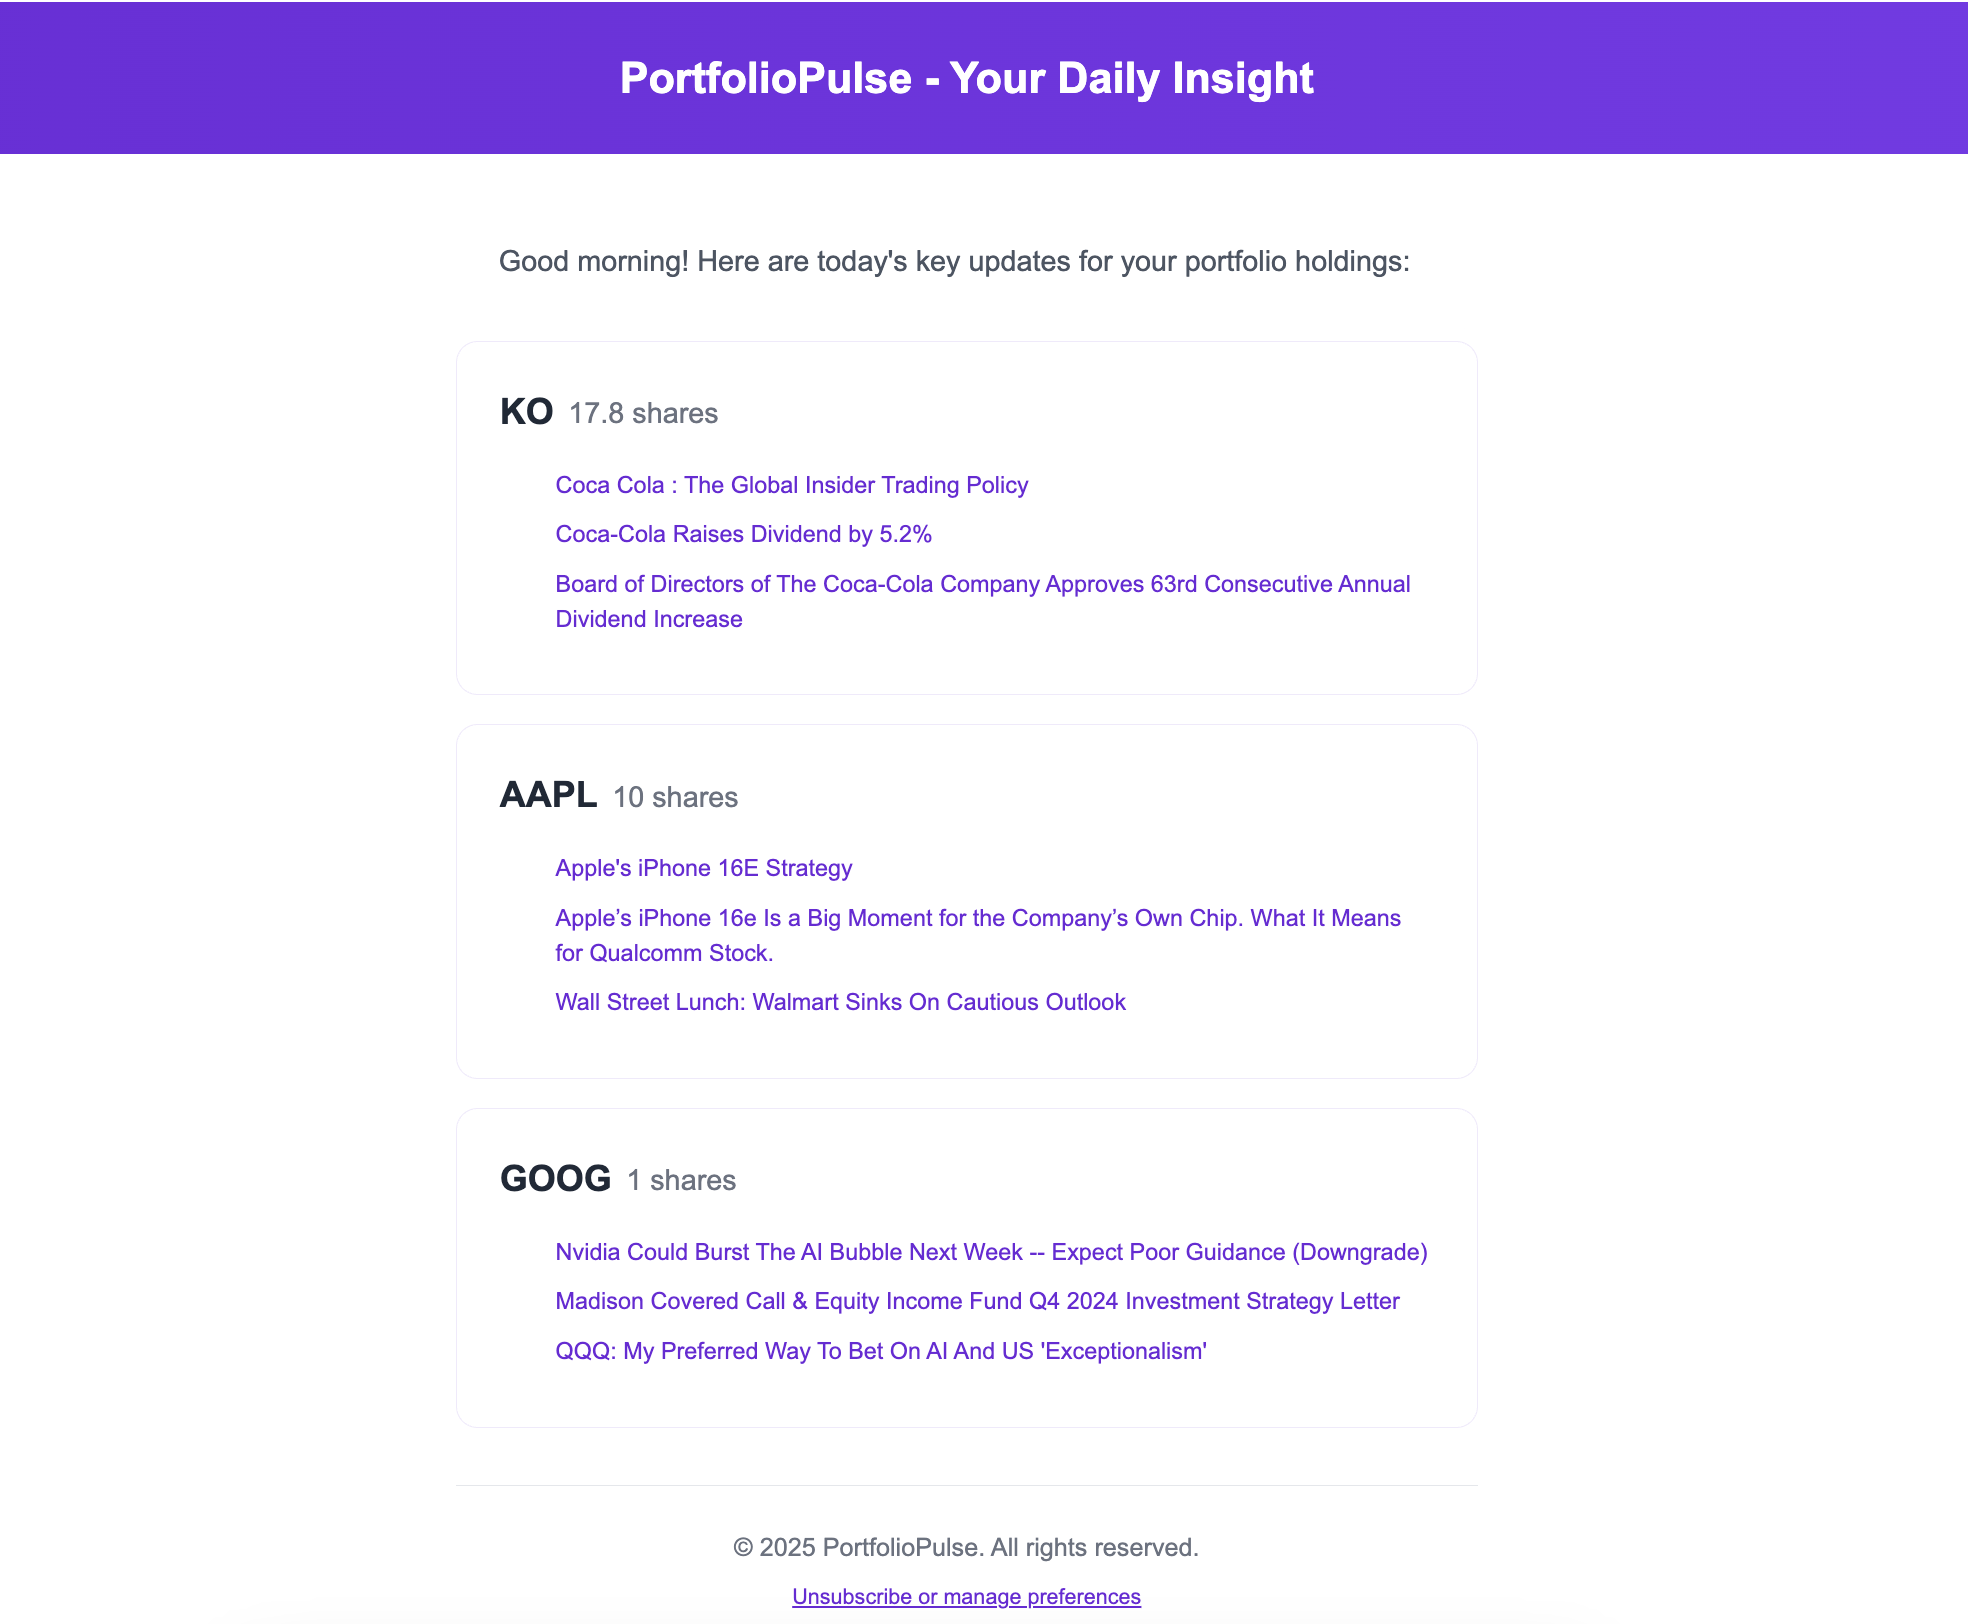 PortfolioPulse - Your Daily Insight
Good morning! Here are today's key updates for your portfolio holdings:
KO 17.8 shares
Coca Cola : The Global Insider Trading Policy
Coca-Cola Raises Dividend by 5.2%
Board of Directors of The Coca-Cola Company Approves 63rd Consecutive Annual
Dividend Increase
AAPL 10 shares
Apple's iPhone 16E Strategy
Apple’s iPhone 16e Is a Big Moment for the Company’s Own Chip. What It Means
for Qualcomm Stock.
Wall Street Lunch: Walmart Sinks On Cautious Outlook
GOOG 1 shares
Nvidia Could Burst The AI Bubble Next Week -- Expect Poor Guidance (Downgrade)
Madison Covered Call & Equity Income Fund Q4 2024 Investment Strategy Letter
QQQ: My Preferred Way To Bet On AI And US 'Exceptionalism'
© 2025 PortfolioPulse. All rights reserved.
Unsubscribe or manage preferences